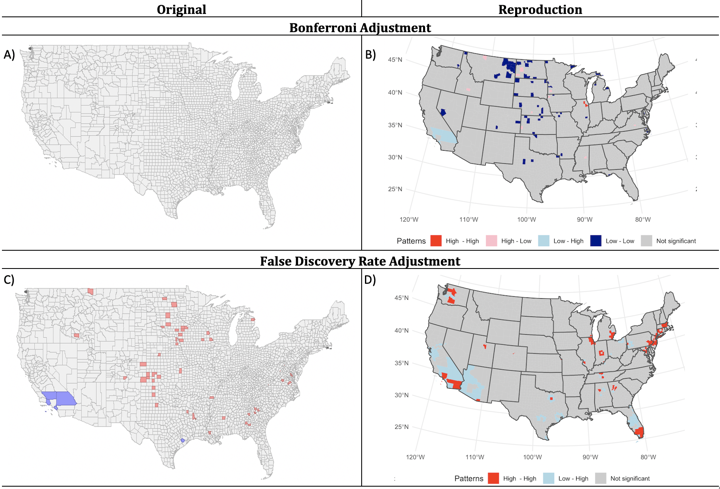 Original Reproduction
Bonferroni Adjustment
A) B)
45°N
40°N
35°N
30°N
25°N
120°W 110°W 100°W 90°W 80°W
Patterns High - High High - Low Low - High Low - Low Not significant
False Discovery Rate Adjustment
C) D)
45°N
40°N
35°N
30°N
25°N
120°W 110°W 100°W 90°W 80°W
Patterns High - High Low - High Not significant